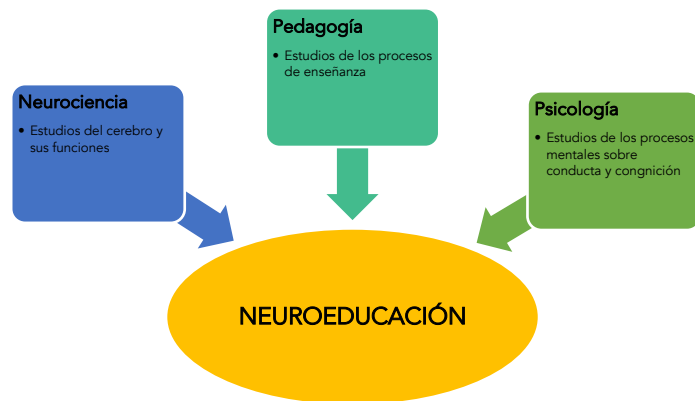 Pedagogía
• Estudios de los procesos
de enseñanza
Neurociencia
• Estudios del cerebro y
sus funciones
Psicología
• Estudios de los procesos
mentales sobre
conducta y congnición
NEUROEDUCACIÓN